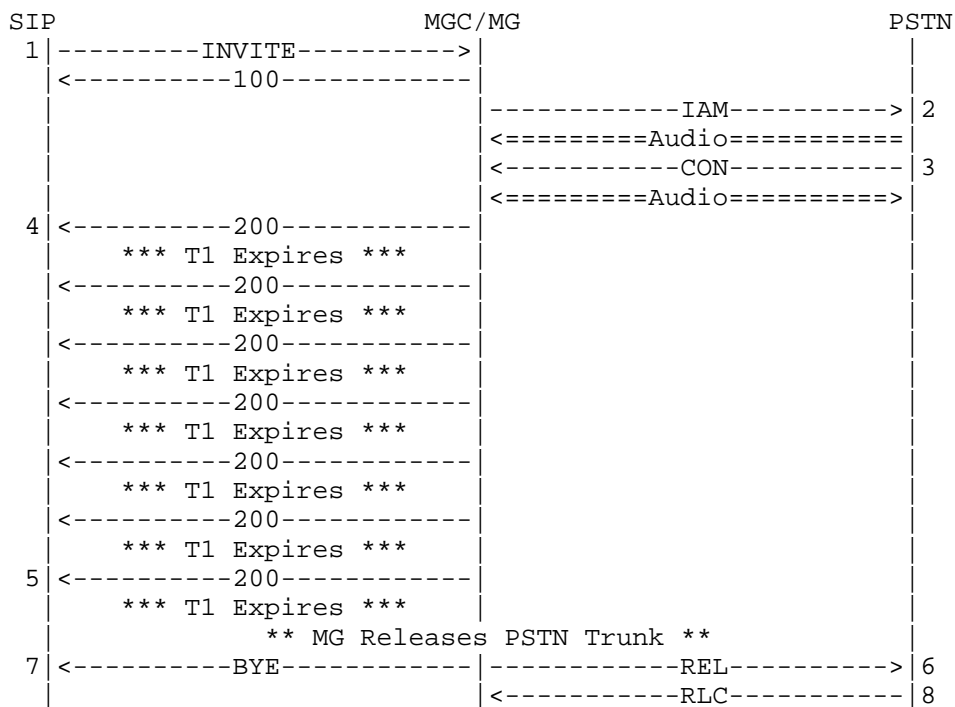 SIP                       MGC/MG                          PSTN
 1|---------INVITE---------->|                         |
  |<----------100------------|                         |
  |                          |------------IAM---------->|2
  |                          |<=========Audio===========|
  |                          |<----------CON------------|3
  |                          |<=========Audio==========>|
 4|<----------200------------|                         |
  |    *** T1 Expires ***    |                         |
  |<----------200------------|                         |
  |    *** T1 Expires ***    |                         |
  |<----------200------------|                         |
  |    *** T1 Expires ***    |                         |
  |<----------200------------|                         |
  |    *** T1 Expires ***    |                         |
  |<----------200------------|                         |
  |    *** T1 Expires ***    |                         |
  |<----------200------------|                         |
  |    *** T1 Expires ***    |                         |
 5|<----------200------------|                         |
  |    *** T1 Expires ***    |                         |
  |             ** MG Releases PSTN Trunk **            |
 7|<----------BYE------------|------------REL---------->|6
  |                          |<-----------RLC-----------|8